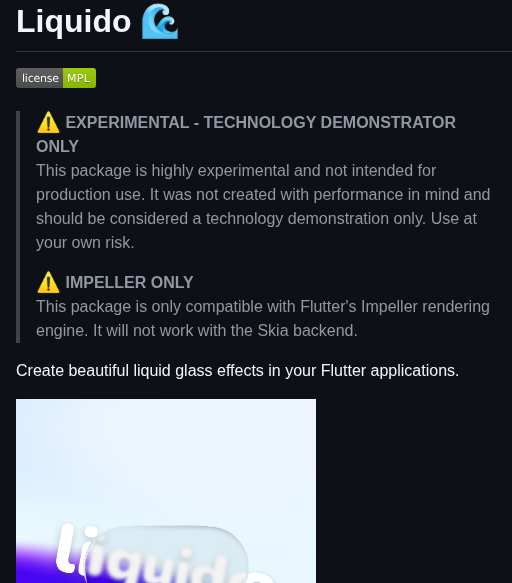 Liquido 🌊
license MPL
⚠️ EXPERIMENTAL - TECHNOLOGY DEMONSTRATOR
ONLY
This package is highly experimental and not intended for
production use. It was not created with performance in mind and
should be considered a technology demonstration only. Use at
your own risk.
⚠️ IMPELLER ONLY
This package is only compatible with Flutter's Impeller rendering
engine. It will not work with the Skia backend.
Create beautiful liquid glass effects in your Flutter applications.
liquido